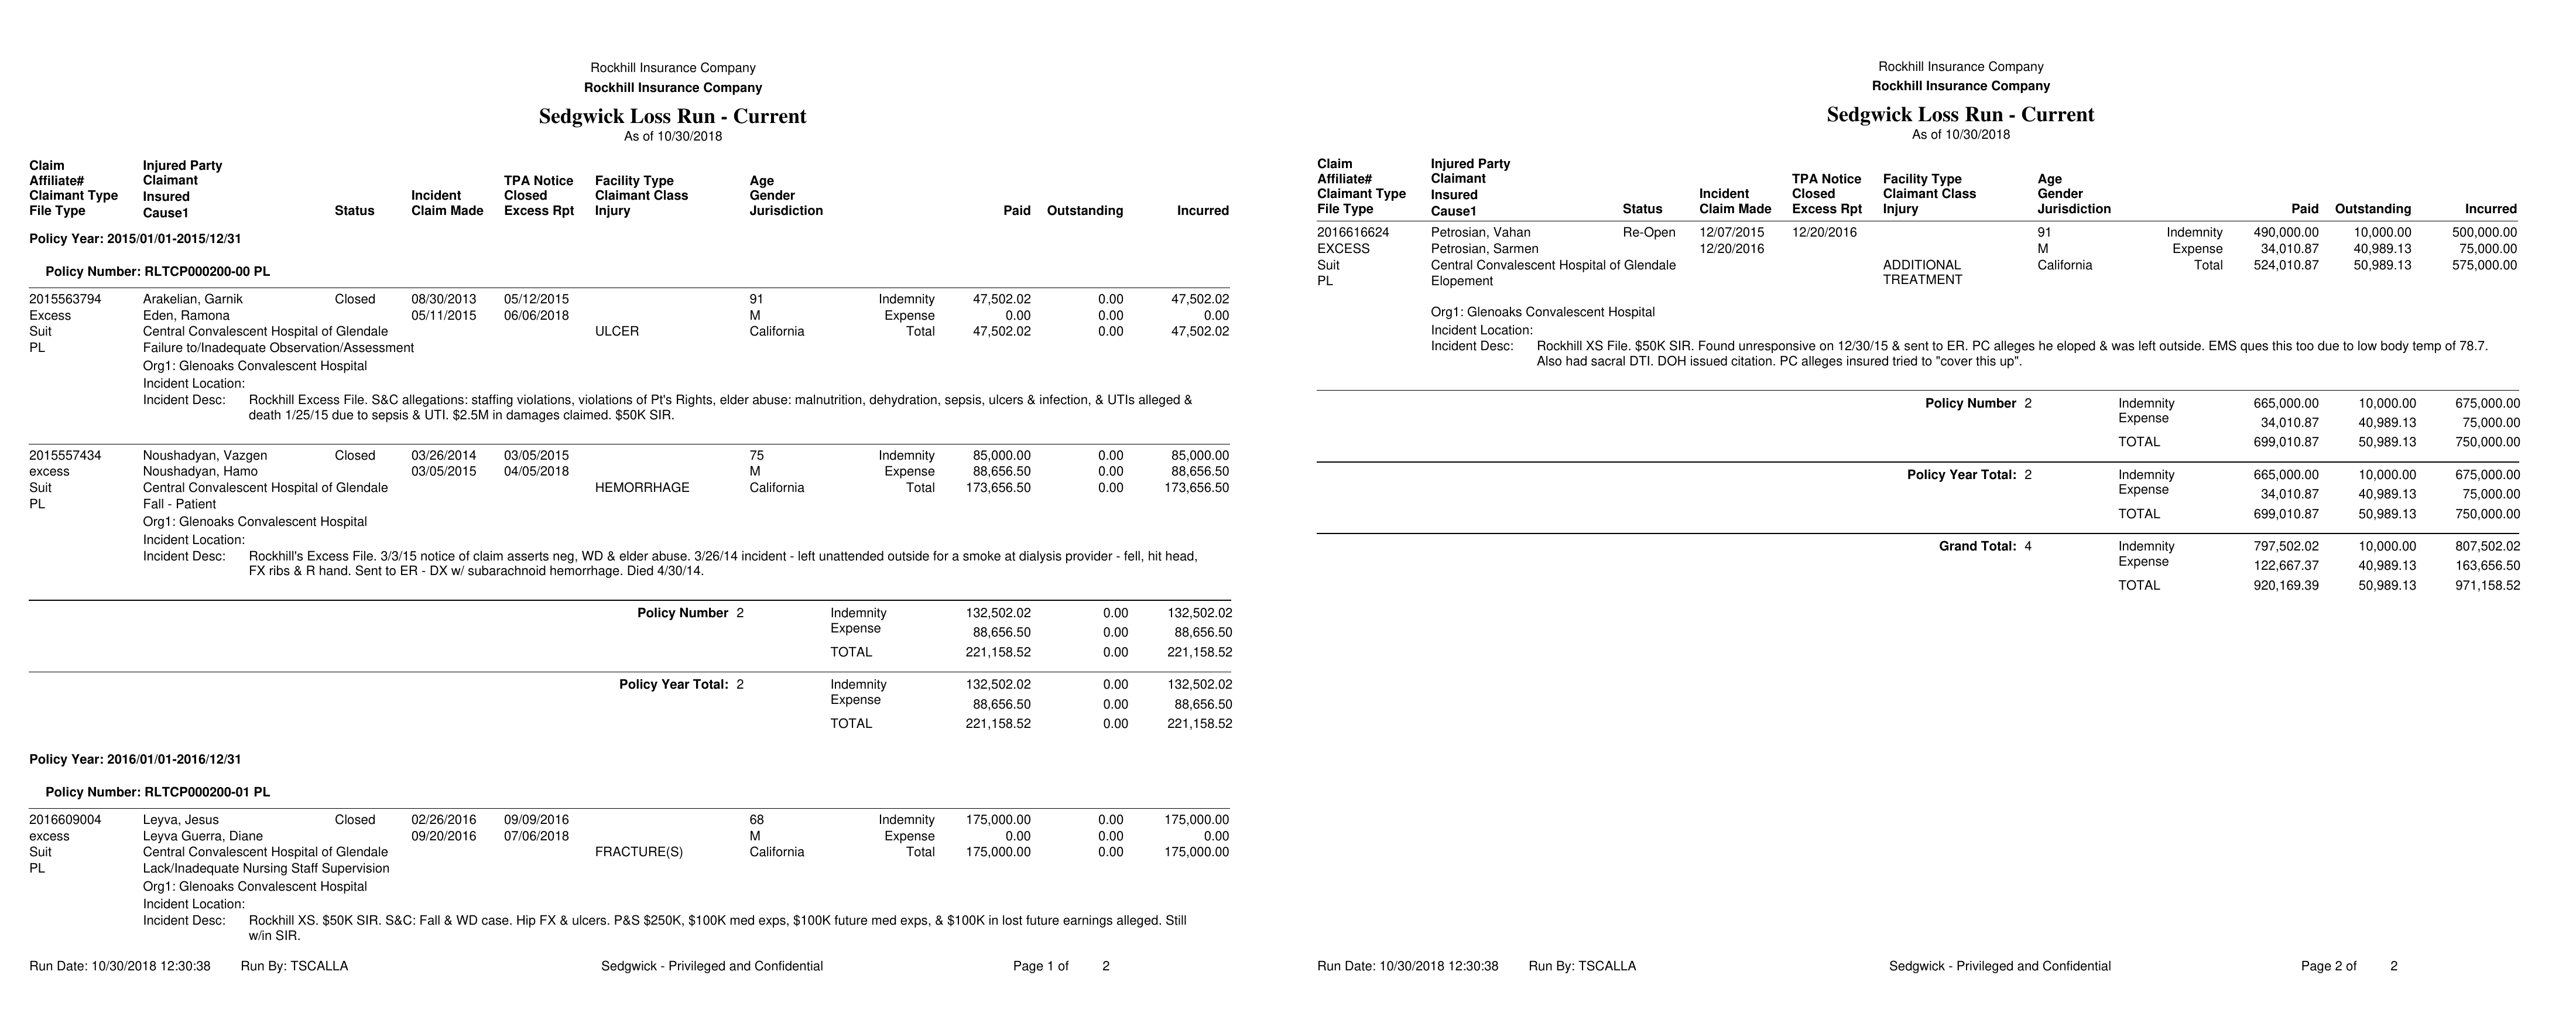 Rockhill Insurance Company
Rockhill Insurance Company
Sedgwick Loss Run - Current
As of 10/30/2018
Claim Injured Party
Affiliate# Claimant TPA Notice Facility Type Age
Claimant Type Insured Incident Closed Claimant Class Gender
File Type Cause1 Status Claim Made Excess Rpt Injury Jurisdiction Paid Outstanding Incurred
Policy Year: 2015/01/01-2015/12/31
Policy Number: RLTCP000200-00 PL
2015563794 Arakelian, Garnik Closed 08/30/2013 05/12/2015 91 Indemnity 47,502.02 0.00 47,502.02
Excess Eden, Ramona 05/11/2015 06/06/2018 M Expense 0.00 0.00 0.00
Suit Central Convalescent Hospital of Glendale ULCER California Total 47,502.02 0.00 47,502.02
PL Failure to/Inadequate Observation/Assessment
Org1: Glenoaks Convalescent Hospital
Incident Location:
Incident Desc: Rockhill Excess File. S&C allegations: staffing violations, violations of Pt's Rights, elder abuse: malnutrition, dehydration, sepsis, ulcers & infection, & UTIs alleged &
death 1/25/15 due to sepsis & UTI. $2.5M in damages claimed. $50K SIR.
2015557434 Noushadyan, Vazgen Closed 03/26/2014 03/05/2015 75 Indemnity 85,000.00 0.00 85,000.00
excess Noushadyan, Hamo 03/05/2015 04/05/2018 M Expense 88,656.50 0.00 88,656.50
Suit Central Convalescent Hospital of Glendale HEMORRHAGE California Total 173,656.50 0.00 173,656.50
PL Fall - Patient
Org1: Glenoaks Convalescent Hospital
Incident Location:
Incident Desc: Rockhill's Excess File. 3/3/15 notice of claim asserts neg, WD & elder abuse. 3/26/14 incident - left unattended outside for a smoke at dialysis provider - fell, hit head,
FX ribs & R hand. Sent to ER - DX w/ subarachnoid hemorrhage. Died 4/30/14.
Policy Number 2 Indemnity 132,502.02 0.00 132,502.02
Expense 88,656.50 0.00 88,656.50
TOTAL 221,158.52 0.00 221,158.52
Policy Year Total: 2 Indemnity 132,502.02 0.00 132,502.02
Expense 88,656.50 0.00 88,656.50
TOTAL 221,158.52 0.00 221,158.52
Policy Year: 2016/01/01-2016/12/31
Policy Number: RLTCP000200-01 PL
2016609004 Leyva, Jesus Closed 02/26/2016 09/09/2016 68 Indemnity 175,000.00 0.00 175,000.00
excess Leyva Guerra, Diane 09/20/2016 07/06/2018 M Expense 0.00 0.00 0.00
Suit Central Convalescent Hospital of Glendale FRACTURE(S) California Total 175,000.00 0.00 175,000.00
PL Lack/Inadequate Nursing Staff Supervision
Org1: Glenoaks Convalescent Hospital
Incident Location:
Incident Desc: Rockhill XS. $50K SIR. S&C: Fall & WD case. Hip FX & ulcers. P&S $250K, $100K med exps, $100K future med exps, & $100K in lost future earnings alleged. Still
w/in SIR.
Run Date: 10/30/2018 12:30:38 Run By: TSCALLA Sedgwick - Privileged and Confidential Page 1 of 2
Rockhill Insurance Company
Rockhill Insurance Company
Sedgwick Loss Run - Current
As of 10/30/2018
Claim Injured Party
Affiliate# Claimant TPA Notice Facility Type Age
Claimant Type Insured Incident Closed Claimant Class Gender
File Type Cause1 Status Claim Made Excess Rpt Injury Jurisdiction Paid Outstanding Incurred
2016616624 Petrosian, Vahan Re-Open 12/07/2015 12/20/2016 91 Indemnity 490,000.00 10,000.00 500,000.00
EXCESS Petrosian, Sarmen 12/20/2016 M Expense 34,010.87 40,989.13 75,000.00
Suit Central Convalescent Hospital of Glendale ADDITIONAL California Total 524,010.87 50,989.13 575,000.00
PL Elopement TREATMENT
Org1: Glenoaks Convalescent Hospital
Incident Location:
Incident Desc: Rockhill XS File. $50K SIR. Found unresponsive on 12/30/15 & sent to ER. PC alleges he eloped & was left outside. EMS ques this too due to low body temp of 78.7.
Also had sacral DTI. DOH issued citation. PC alleges insured tried to "cover this up".
Policy Number 2 Indemnity 665,000.00 10,000.00 675,000.00
Expense 34,010.87 40,989.13 75,000.00
TOTAL 699,010.87 50,989.13 750,000.00
Policy Year Total: 2 Indemnity 665,000.00 10,000.00 675,000.00
Expense 34,010.87 40,989.13 75,000.00
TOTAL 699,010.87 50,989.13 750,000.00
Grand Total: 4 Indemnity 797,502.02 10,000.00 807,502.02
Expense 122,667.37 40,989.13 163,656.50
TOTAL 920,169.39 50,989.13 971,158.52
Run Date: 10/30/2018 12:30:38 Run By: TSCALLA Sedgwick - Privileged and Confidential Page 2 of 2